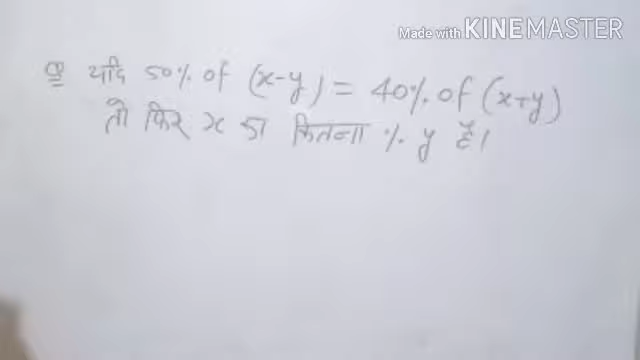 Made with KINEMASTER
Q यदि 50% of (x-y) = 40% of (x+y)
तो फिर x का कितना % y है।